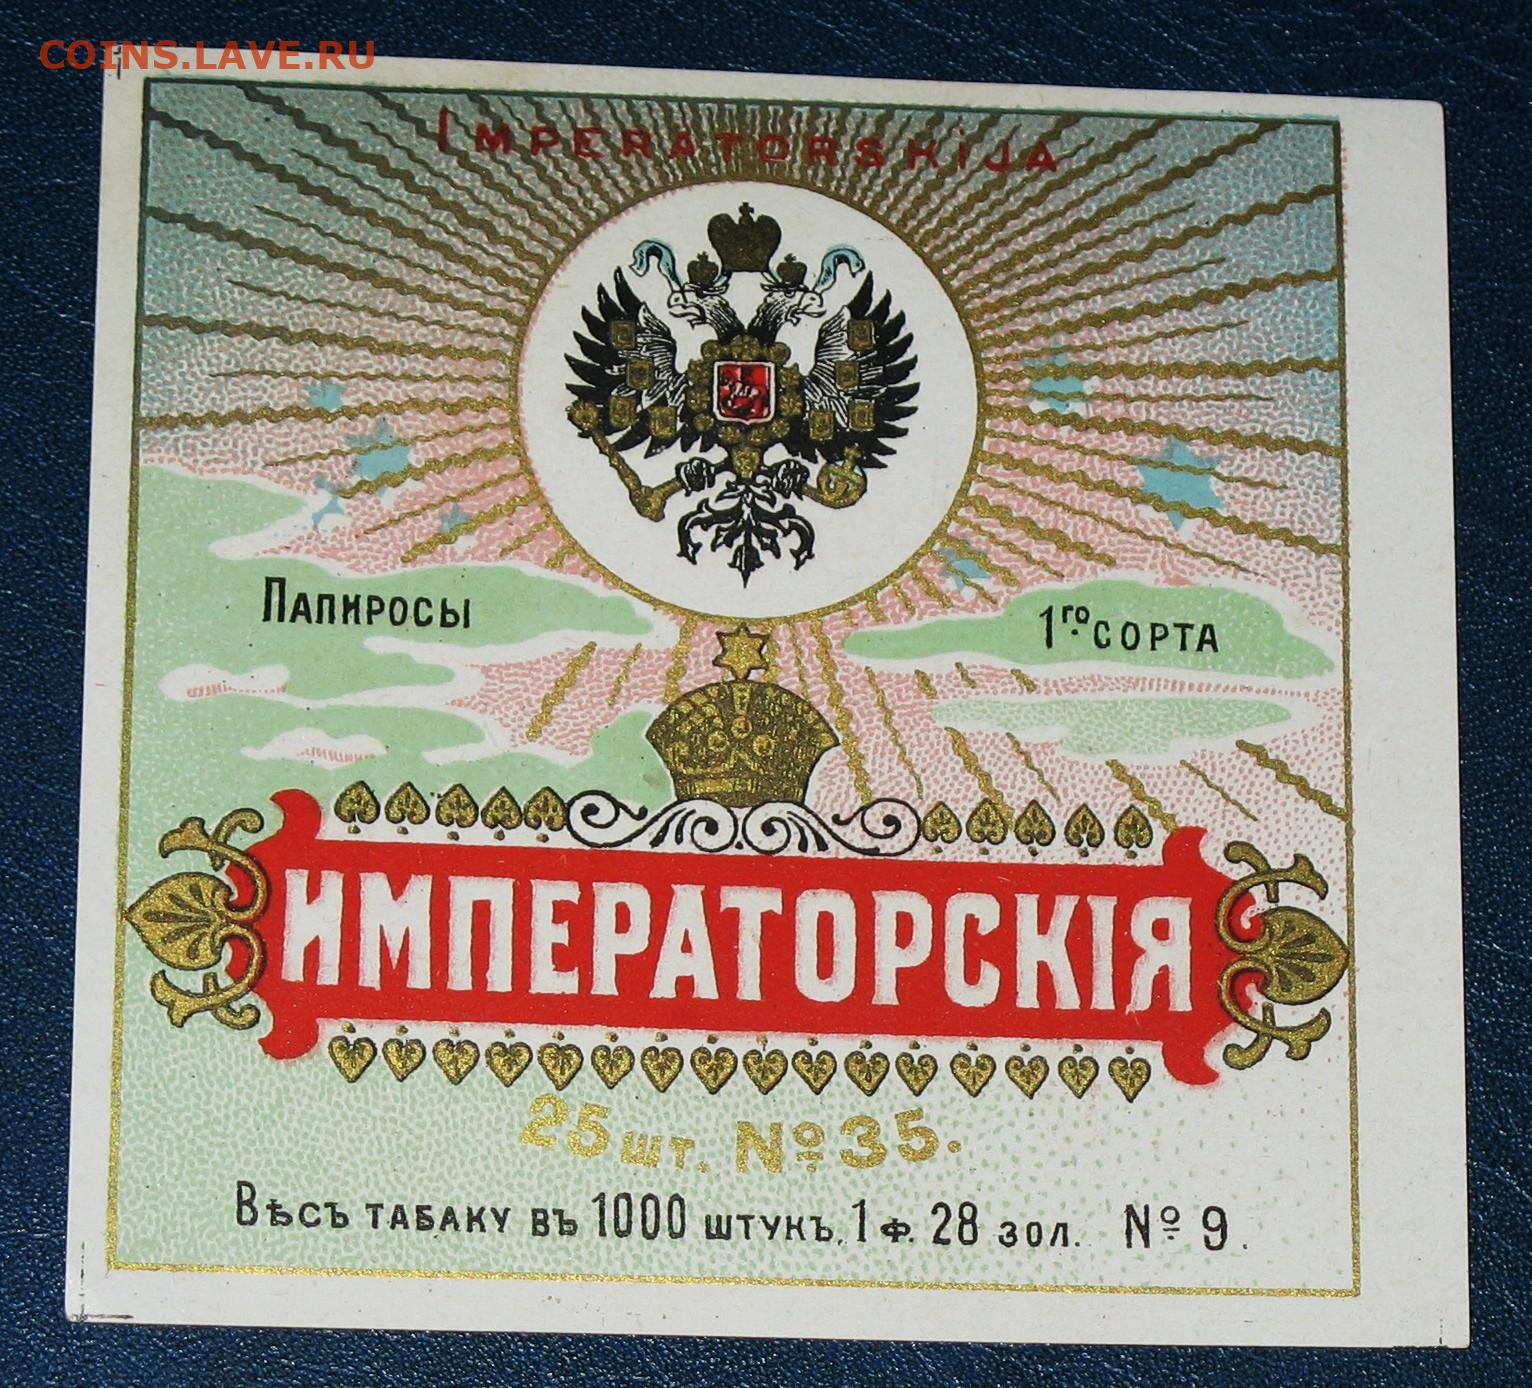 COINS.LAVE.RU
IMPERATORSKIJA
ПАПИРОСЫ
1го СОРТА
ИМПЕРАТОРСКІЯ
25 шт. № 35.
ВѢСЪ ТАБАКУ ВЪ 1000 ШТУКЪ, 1 Ф. 28 ЗОЛ. № 9.